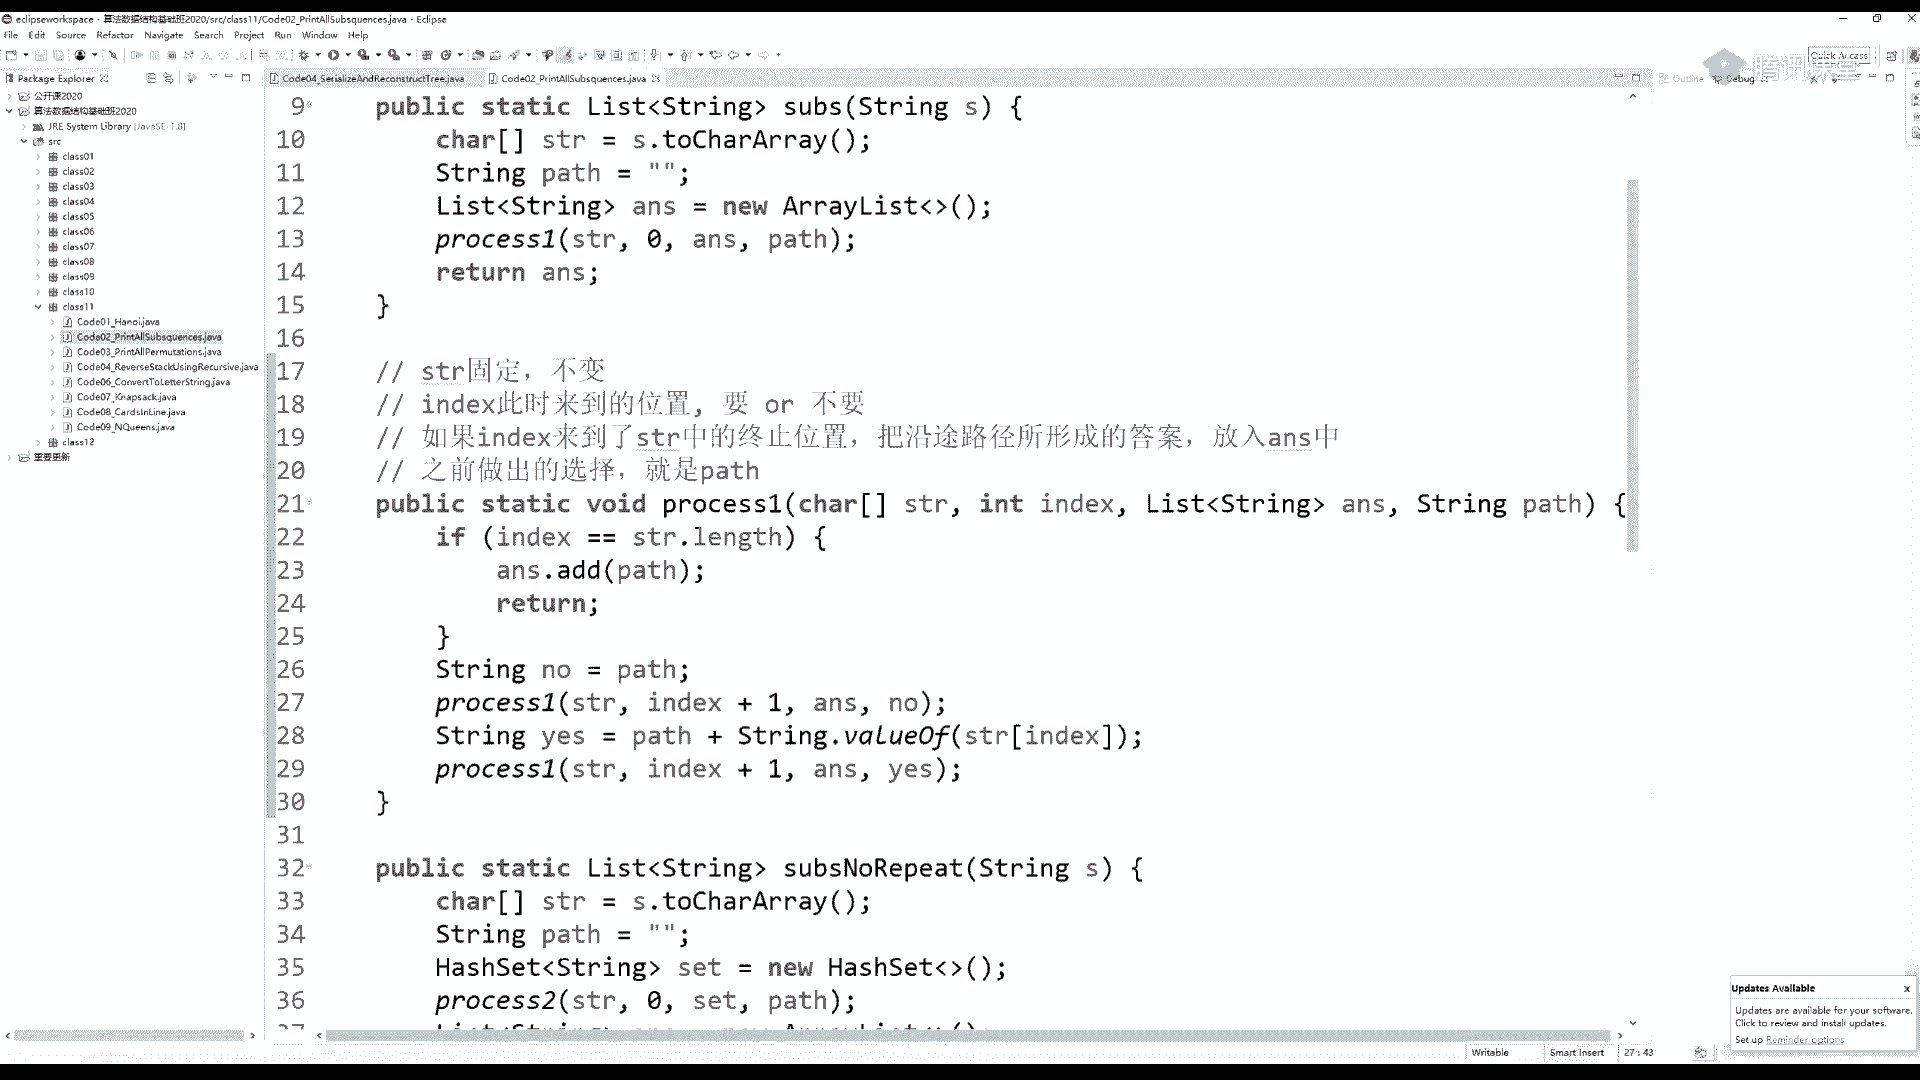 eclipseworkspace - 算法数据结构基础班2020/src/class11/Code02_PrintAllSubsquences.java - Eclipse
File Edit Source Refactor Navigate Search Project Run Window Help
Quick Access
腾讯课堂
Package Explorer
Code04_SerializeAndReconstructTree.java
Code02_PrintAllSubsquences.java
Outline
Debug
公开课2020
算法数据结构基础班2020
JRE System Library [JavaSE-1.8]
src
class01
class02
class03
class04
class05
class06
class07
class08
class09
class10
class11
Code01_Hanoi.java
Code02_PrintAllSubsquences.java
Code03_PrintAllPermutations.java
Code04_ReverseStackUsingRecursive.java
Code06_ConvertToLetterString.java
Code07_Knapsack.java
Code08_CardsInLine.java
Code09_NQueens.java
class12
重要更新
9 public static List<String> subs(String s) {
10 char[] str = s.toCharArray();
11 String path = "";
12 List<String> ans = new ArrayList<>();
13 process1(str, 0, ans, path);
14 return ans;
15 }
16
17 // str固定，不变
18 // index此时来到的位置, 要 or 不要
19 // 如果index来到了str中的终止位置，把沿途路径所形成的答案，放入ans中
20 // 之前做出的选择，就是path
21 public static void process1(char[] str, int index, List<String> ans, String path) {
22 if (index == str.length) {
23 ans.add(path);
24 return;
25 }
26 String no = path;
27 process1(str, index + 1, ans, no);
28 String yes = path + String.valueOf(str[index]);
29 process1(str, index + 1, ans, yes);
30 }
31
32 public static List<String> subsNoRepeat(String s) {
33 char[] str = s.toCharArray();
34 String path = "";
35 HashSet<String> set = new HashSet<>();
36 process2(str, 0, set, path);
Updates Available
Updates are available for your software.
Click to review and install updates.
Set up Reminder options
Writable
Smart Insert
27 : 43